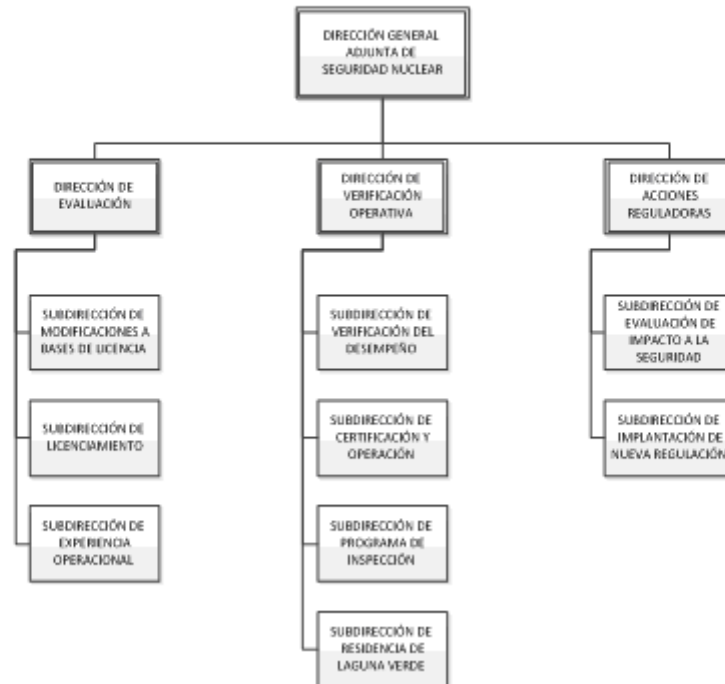 DIRECCIÓN GENERAL
ADJUNTA DE
SEGURIDAD NUCLEAR
DIRECCIÓN DE
EVALUACIÓN
DIRECCIÓN DE
VERIFICACIÓN
OPERATIVA
DIRECCIÓN DE
ACCIONES
REGULADORAS
SUBDIRECCIÓN DE
MODIFICACIONES A
BASES DE LICENCIA
SUBDIRECCIÓN DE
VERIFICACIÓN DEL
DESEMPEÑO
SUBDIRECCIÓN DE
EVALUACIÓN DE
IMPACTO A LA
SEGURIDAD
SUBDIRECCIÓN DE
LICENCIAMIENTO
SUBDIRECCIÓN DE
CERTIFICACIÓN Y
OPERACIÓN
SUBDIRECCIÓN DE
IMPLANTACIÓN DE
NUEVA REGULACIÓN
SUBDIRECCIÓN DE
EXPERIENCIA
OPERACIONAL
SUBDIRECCIÓN DE
PROGRAMA DE
INSPECCIÓN
SUBDIRECCIÓN DE
RESIDENCIA DE
LAGUNA VERDE